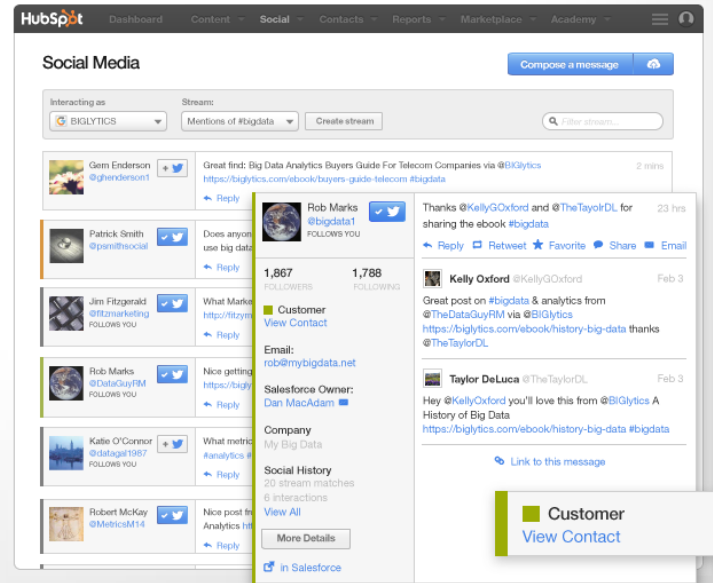 HubSpot Dashboard Content Social Contacts Reports Marketplace Academy
Social Media
Compose a message
Interacting as
Stream:
BIGLYTICS
Mentions of #bigdata
Create stream
Filter stream...
Gem Enderson
@ghenderson1
Great find: Big Data Analytics Buyers Guide For Telecom Companies via @BIGlytics
2 mins
https://biglytics.com/ebook/buyers-guide-telecom #bigdata
Reply
Patrick Smith
@psmithsocial
Does anyon
use big data
Reply
Jim Fitzgerald
@fitzmarketing
FOLLOWS YOU
What Marke
http://fitzym
Reply
Rob Marks
@DataGuyRM
FOLLOWS YOU
Nice getting
https://bigly
Reply
Katie O'Connor
@datagal1987
FOLLOWS YOU
What metric
#analytics #
Reply
Robert McKay
@MetricsM14
Nice post fr
Analytics ht
Reply
Rob Marks
@bigdata1
FOLLOWS YOU
1,867
FOLLOWERS
1,788
FOLLOWING
Customer
View Contact
Email:
rob@mybigdata.net
Salesforce Owner:
Dan MacAdam
Company
My Big Data
Social History
20 stream matches
6 interactions
View All
More Details
in Salesforce
Thanks @KellyGOxford and @TheTayolrDL for
23 hrs
sharing the ebook #bigdata
Reply Retweet Favorite Share Email
Kelly Oxford @KellyGOxford
Feb 3
Great post on #bigdata & analytics from
@TheDataGuyRM via @BIGlytics
https://biglytics.com/ebook/history-big-data thanks
@TheTaylorDL
Taylor DeLuca @TheTaylorDL
Feb 3
Hey @KellyOxford you'll love this from @BIGlytics A
History of Big Data
https://biglytics.com/ebook/history-big-data #bigdata
Link to this message
Customer
View Contact